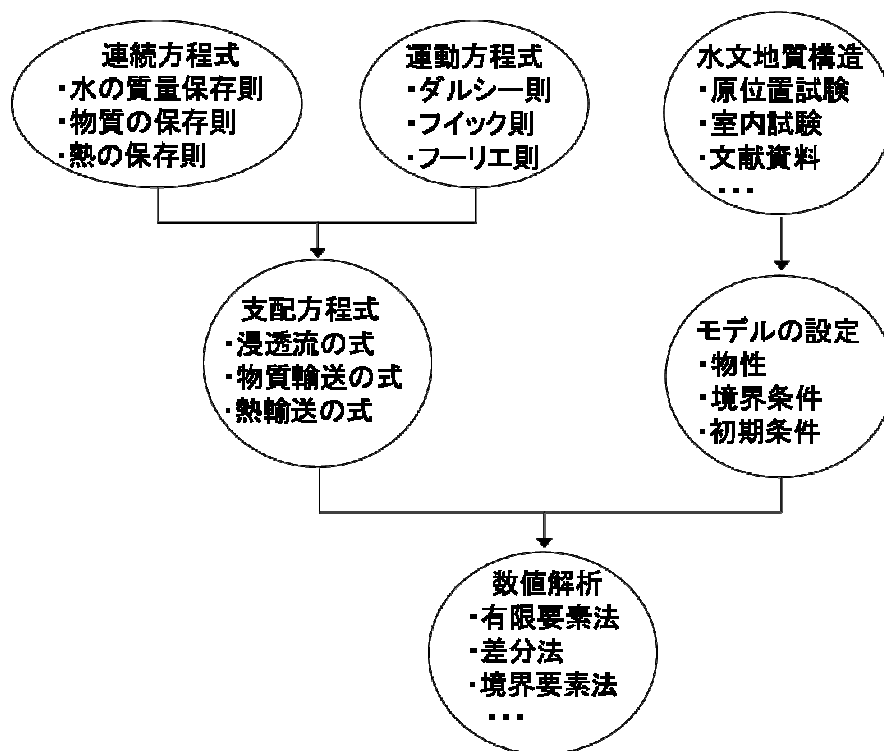 連続方程式
・水の質量保存則
・物質の保存則
・熱の保存則
運動方程式
・ダルシー則
・フイック則
・フーリエ則
水文地質構造
・原位置試験
・室内試験
・文献資料
・・・
支配方程式
・浸透流の式
・物質輸送の式
・熱輸送の式
モデルの設定
・物性
・境界条件
・初期条件
数値解析
・有限要素法
・差分法
・境界要素法
・・・